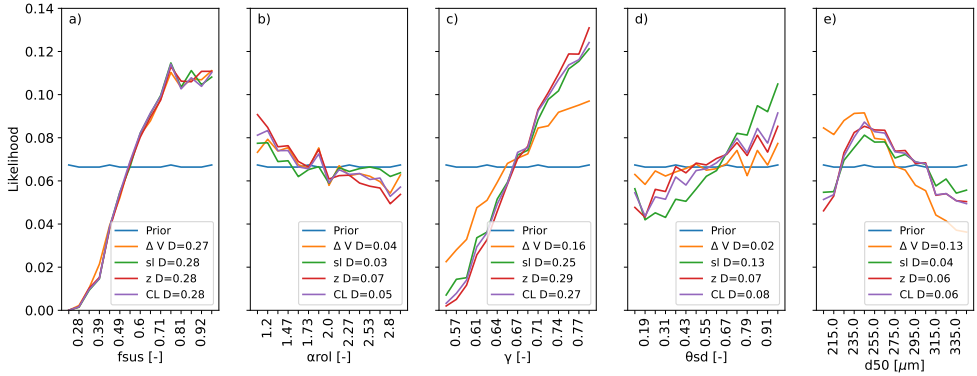 a)
b)
c)
d)
e)
Likelihood
0.14
0.12
0.10
0.08
0.06
0.04
0.02
0.00
Prior
Δ V D=0.27
sl D=0.28
z D=0.28
CL D=0.28
Prior
Δ V D=0.04
sl D=0.03
z D=0.07
CL D=0.05
Prior
Δ V D=0.16
sl D=0.25
z D=0.29
CL D=0.27
Prior
Δ V D=0.02
sl D=0.13
z D=0.07
CL D=0.08
Prior
Δ V D=0.13
sl D=0.04
z D=0.06
CL D=0.06
0.28 0.39 0.49 0.6 0.71 0.81 0.92
1.2 1.47 1.73 2.0 2.27 2.53 2.8
0.57 0.61 0.64 0.67 0.71 0.74 0.77
0.19 0.31 0.43 0.55 0.67 0.79 0.91
215.0 235.0 255.0 275.0 295.0 315.0 335.0
fsus [-]
αrol [-]
γ [-]
θsd [-]
d50 [μm]